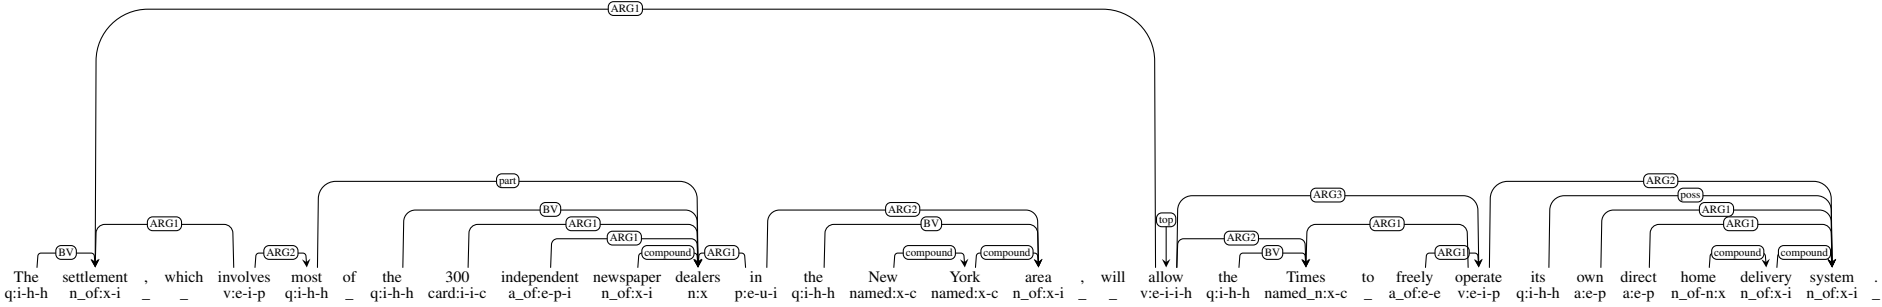 ARG1
part ARG2
ARG3 poss
BV ARG2 ARG1
ARG1 ARG1 BV top ARG1 ARG1
ARG1 ARG2
BV ARG2 compound ARG1 compound compound BV ARG1 compound compound
The settlement , which involves most of the 300 independent newspaper dealers in the New York area , will allow the Times to freely operate its own direct home delivery system .
q:i-h-h n_of:x-i _ _ v:e-i-p q:i-h-h _ q:i-h-h card:i-i-c a_of:e-p-i n_of:x-i n:x p:e-u-i q:i-h-h named:x-c named:x-c n_of:x-i _ _ v:e-i-i-h q:i-h-h named_n:x-c _ a_of:e-e v:e-i-p q:i-h-h a:e-p a:e-p n_of-n:x n_of:x-i n_of:x-i _